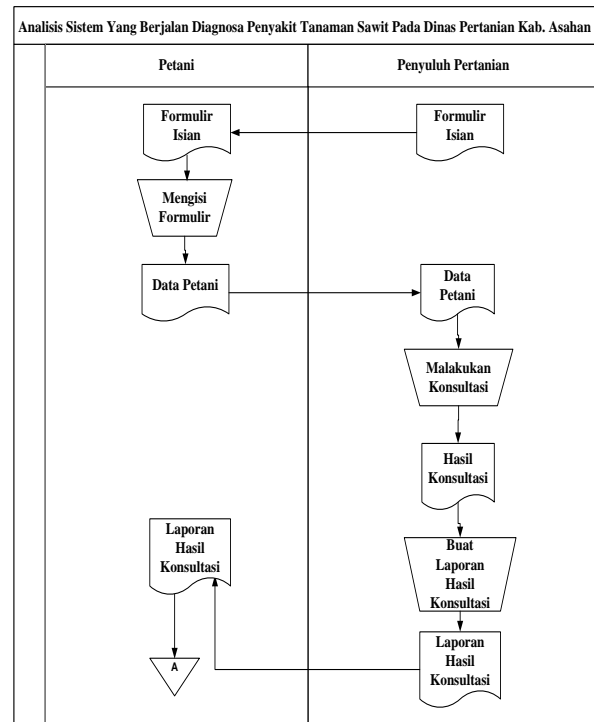 Analisis Sistem Yang Berjalan Diagnosa Penyakit Tanaman Sawit Pada Dinas Pertanian Kab. Asahan
Petani
Penyuluh Pertanian
Formulir
Isian
Formulir
Isian
Mengisi
Formulir
Data Petani
Data
Petani
Malakukan
Konsultasi
Hasil
Konsultasi
Buat
Laporan
Hasil
Konsultasi
Laporan
Hasil
Konsultasi
Laporan
Hasil
Konsultasi
A